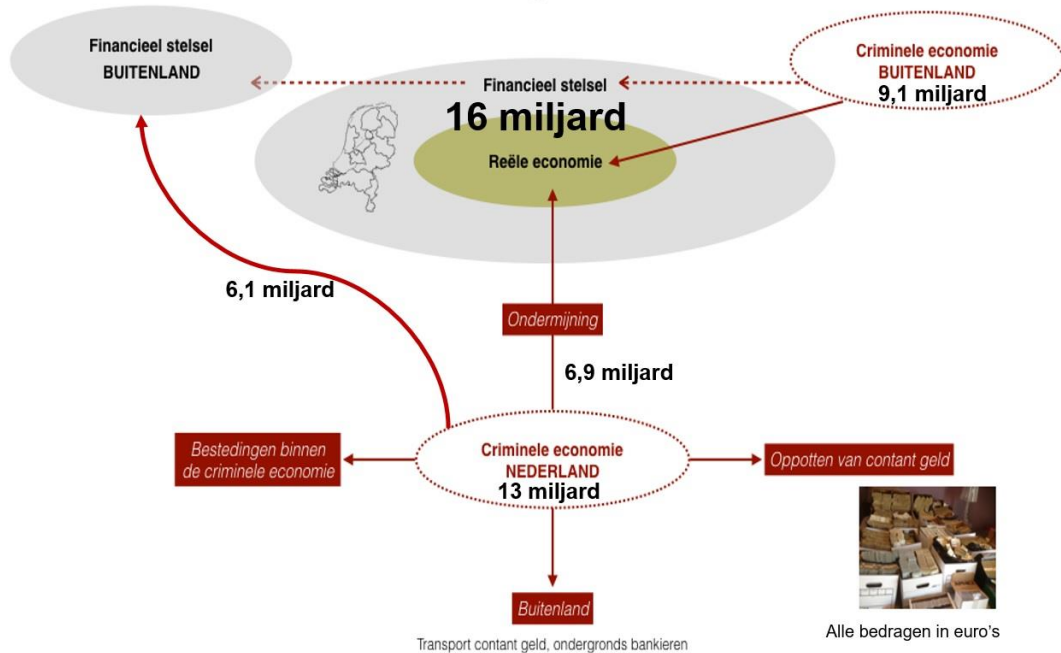 Financieel stelsel
BUITENLAND
Criminele economie
BUITENLAND
9,1 miljard
Financieel stelsel
16 miljard
Reële economie
6,1 miljard
Ondermijning
6,9 miljard
Bestedingen binnen
de criminele economie
Criminele economie
NEDERLAND
13 miljard
Oppotten van contant geld
Buitenland
Transport contant geld, ondergronds bankieren
Alle bedragen in euro's